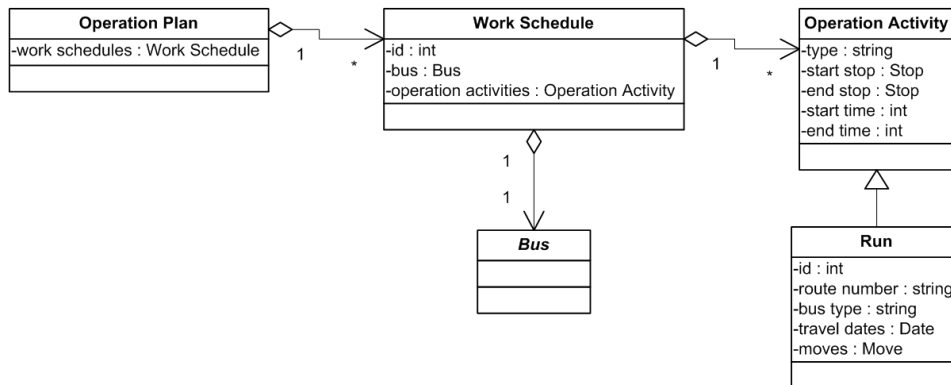 Operation Plan
-work schedules : Work Schedule
1
*
Work Schedule
-id : int
-bus : Bus
-operation activities : Operation Activity
1
*
Operation Activity
-type : string
-start stop : Stop
-end stop : Stop
-start time : int
-end time : int
1
1
Bus
Run
-id : int
-route number : string
-bus type : string
-travel dates : Date
-moves : Move